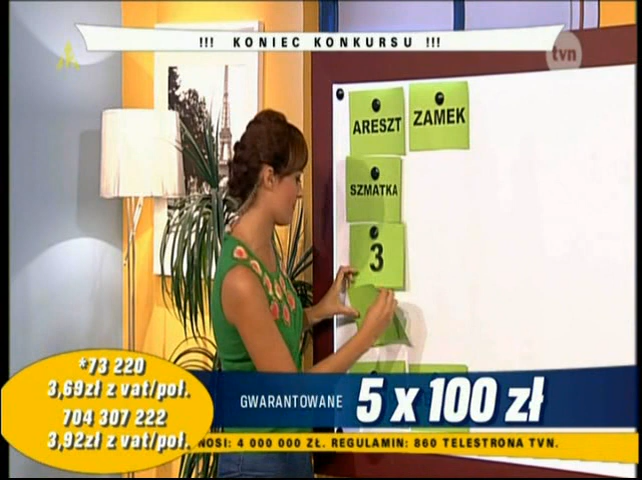 !!! KONIEC KONKURSU !!!
tvn
ARESZT
ZAMEK
SZMATKA
3
*73 220
3,69zł z vat/poł.
704 307 222
3,92zł z vat/poł.
GWARANTOWANE 5 x 100 zł
NOSI: 4 000 000 ZŁ. REGULAMIN: 860 TELESTRONA TVN.